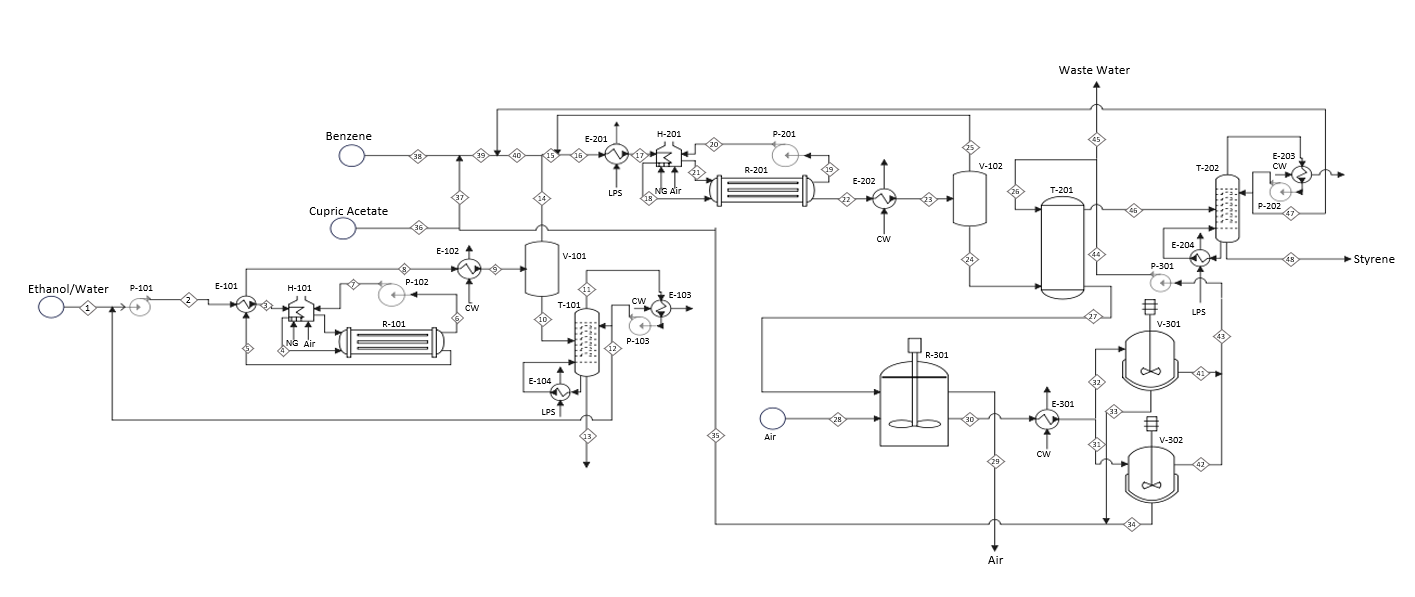 Waste Water
Benzene
38
39
40
15
16
E-201
LPS
17
H-201
20
P-201
21
NG Air
18
R-201
19
22
E-202
CW
23
25
V-102
24
45
26
T-201
44
46
T-202
E-203
CW
P-202
47
E-204
LPS
48
Styrene
P-301
43
Cupric Acetate
36
37
14
35
Ethanol/Water
1
P-101
2
E-101
3
H-101
NG
Air
4
5
6
7
P-102
8
R-101
E-102
CW
9
V-101
10
11
T-101
CW
E-103
P-103
12
E-104
LPS
13
27
Air
28
R-301
30
29
Air
E-301
CW
32
31
33
V-301
41
V-302
42
34